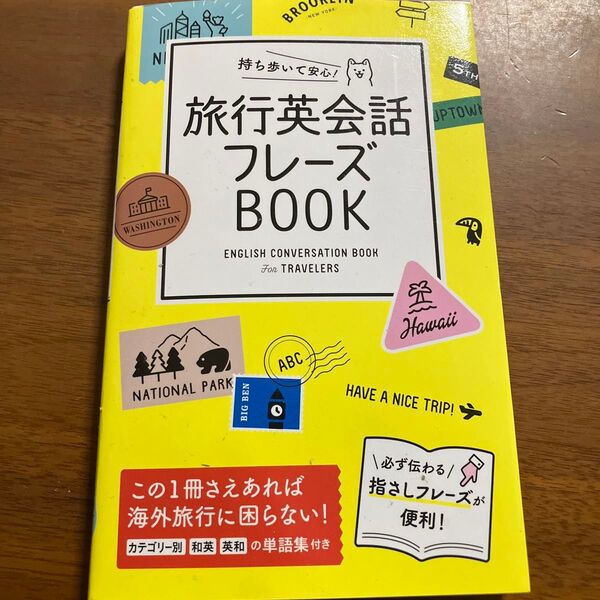 BROOKLYN
NEW YORK
5TH
UPTOWN
持ち歩いて安心!
旅行英会話
フレーズ
BOOK
ENGLISH CONVERSATION BOOK
For TRAVELERS
WASHINGTON
Hawaii
NATIONAL PARK
ABC
BIG BEN
HAVE A NICE TRIP!
この1冊さえあれば
海外旅行に困らない!
カテゴリー別 和英 英和 の単語集付き
必ず伝わる
指さしフレーズが
便利!